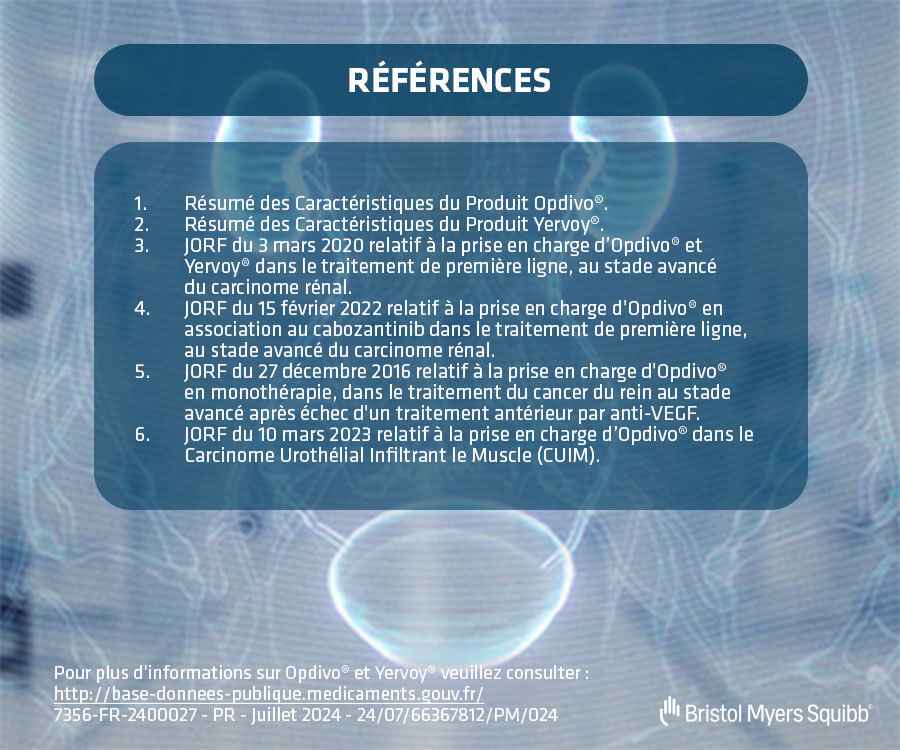 RÉFÉRENCES
1. Résumé des Caractéristiques du Produit Opdivo®.
2. Résumé des Caractéristiques du Produit Yervoy®.
3. JORF du 3 mars 2020 relatif à la prise en charge d’Opdivo® et
Yervoy® dans le traitement de première ligne, au stade avancé
du carcinome rénal.
4. JORF du 15 février 2022 relatif à la prise en charge d'Opdivo® en
association au cabozantinib dans le traitement de première ligne,
au stade avancé du carcinome rénal.
5. JORF du 27 décembre 2016 relatif à la prise en charge d'Opdivo®
en monothérapie, dans le traitement du cancer du rein au stade
avancé après échec d'un traitement antérieur par anti-VEGF.
6. JORF du 10 mars 2023 relatif à la prise en charge d’Opdivo® dans le
Carcinome Urothélial Infiltrant le Muscle (CUIM).
Pour plus d’informations sur Opdivo® et Yervoy® veuillez consulter :
http://base-donnees-publique.medicaments.gouv.fr/
7356-FR-2400027 - PR - Juillet 2024 - 24/07/66367812/PM/024
Bristol Myers Squibb®